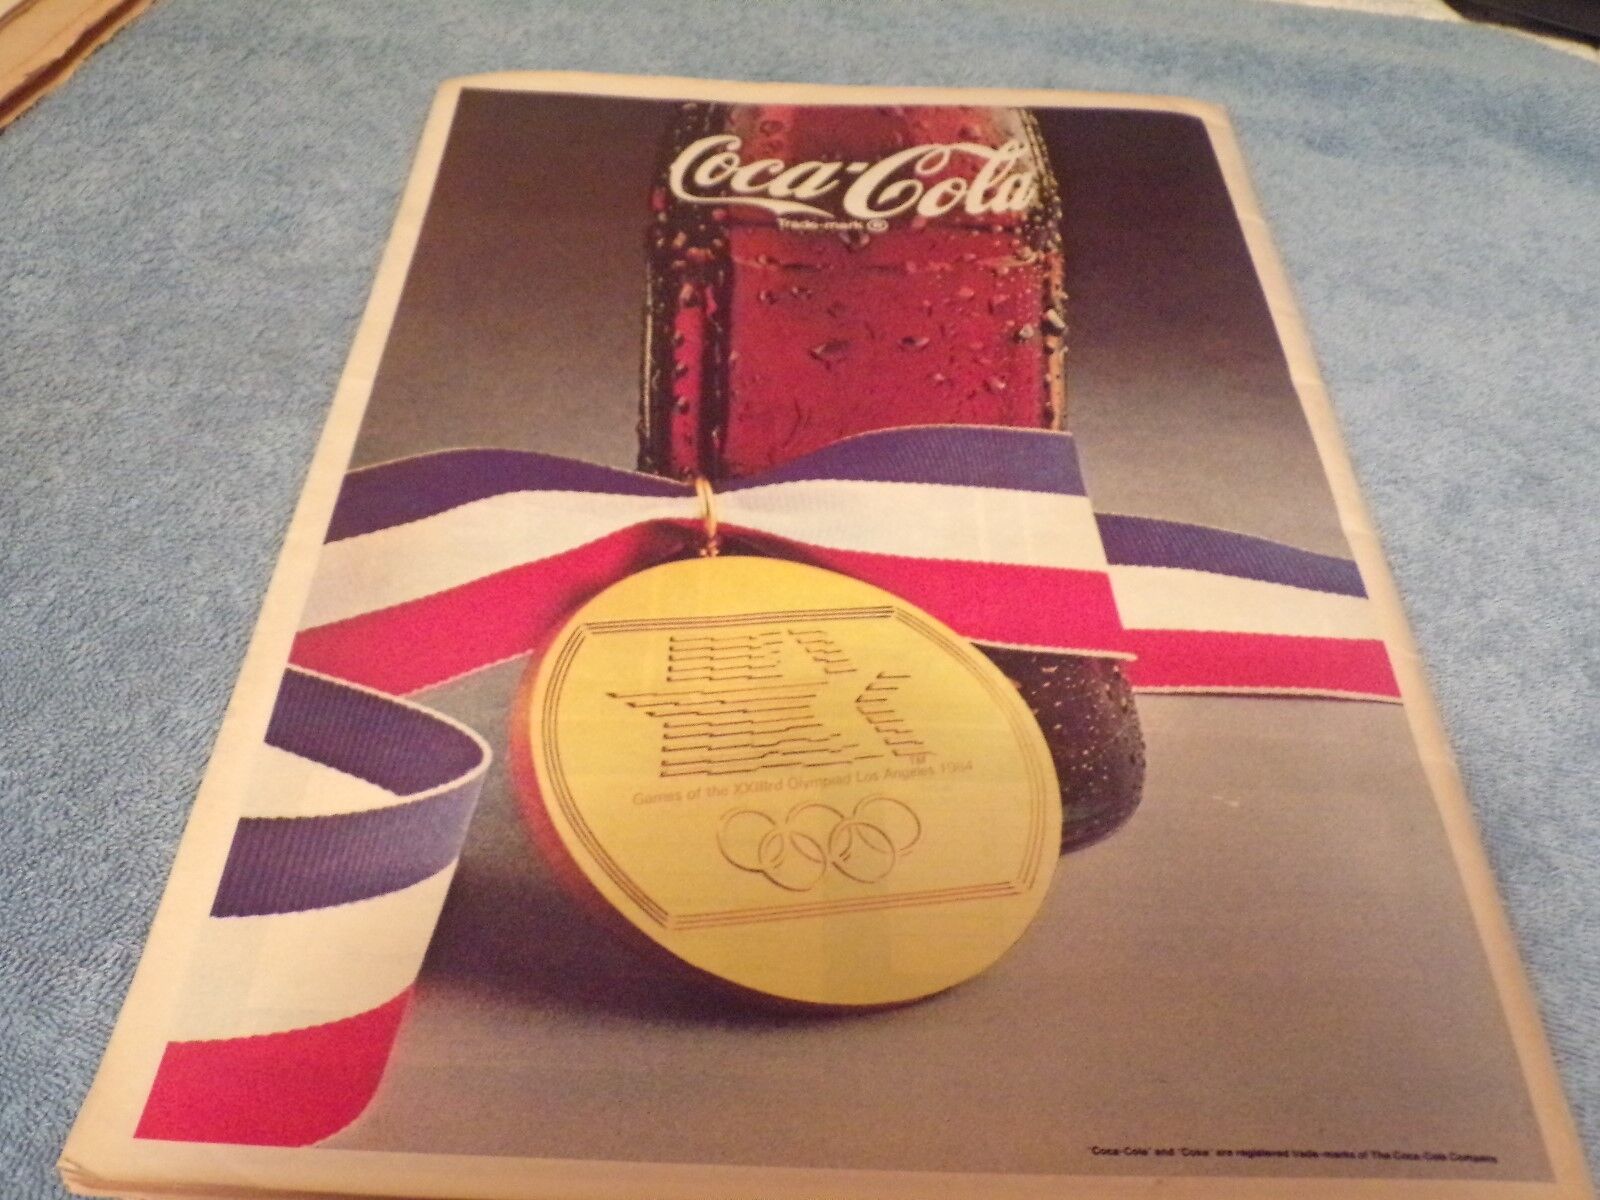 Coca-Cola
Trade-mark ®
TM
Games of the XXIIIrd Olympiad Los Angeles 1984
'Coca-Cola' and 'Coke' are registered trade-marks of The Coca-Cola Company